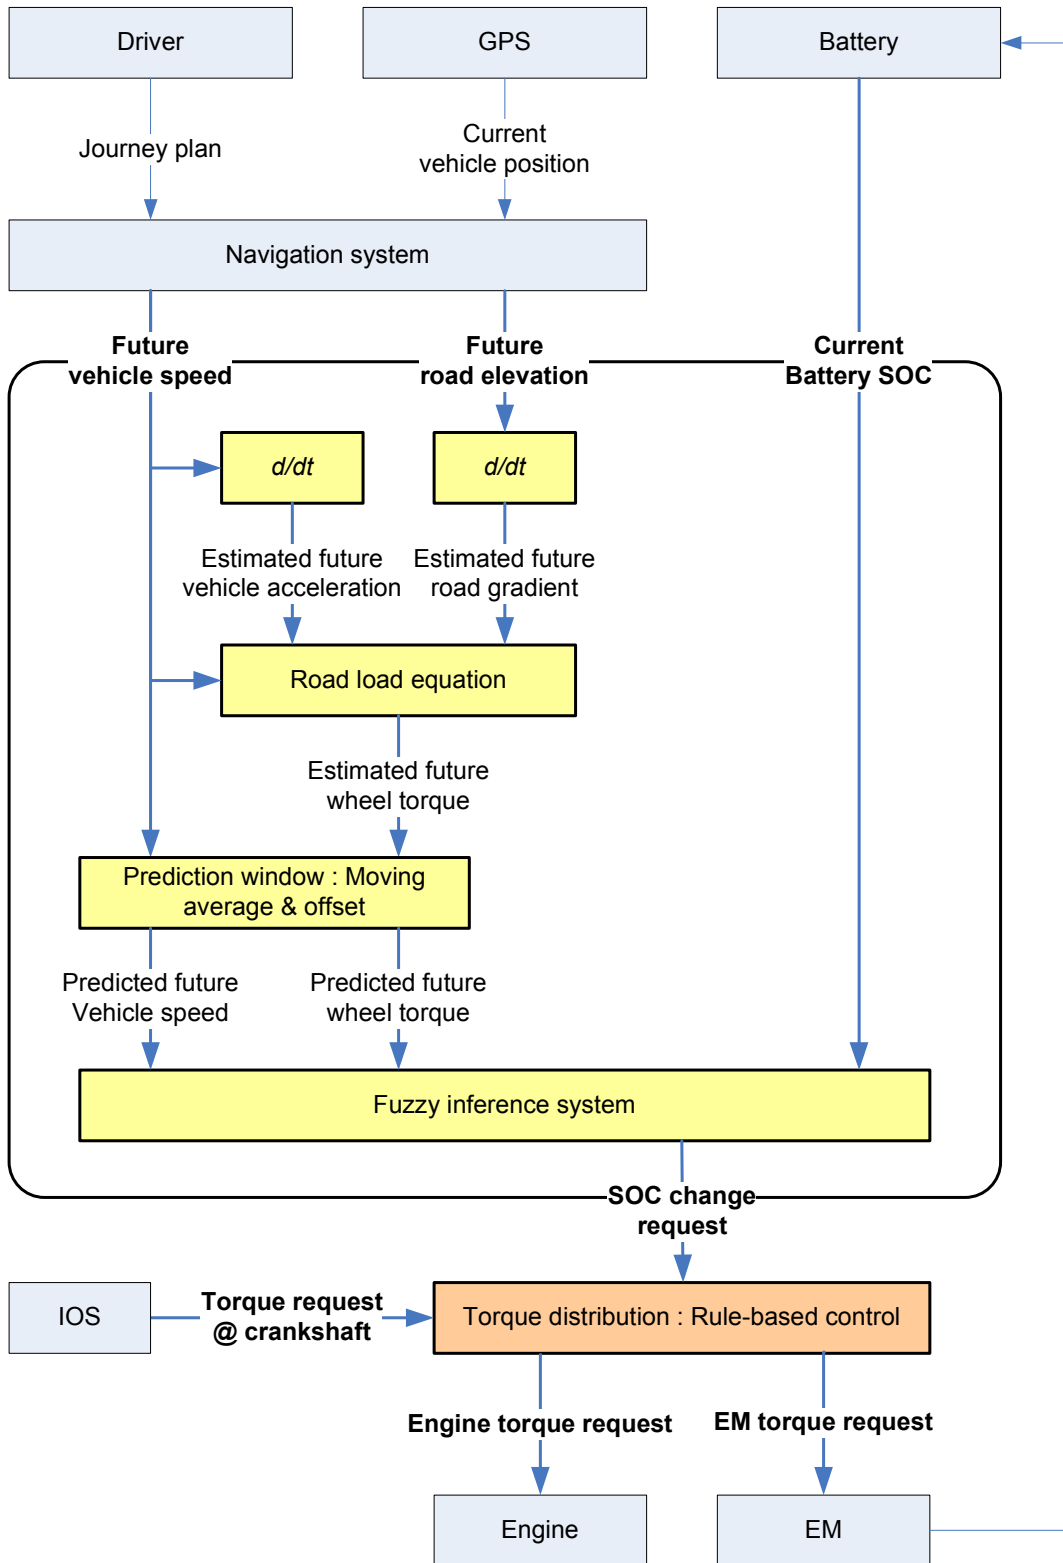 Driver
GPS
Battery
Journey plan
Current
vehicle position
Navigation system
Future
vehicle speed
Future
road elevation
Current
Battery SOC
d/dt
d/dt
Estimated future
vehicle acceleration
Estimated future
road gradient
Road load equation
Estimated future
wheel torque
Prediction window : Moving
average & offset
Predicted future
Vehicle speed
Predicted future
wheel torque
Fuzzy inference system
SOC change
request
IOS
Torque request
@ crankshaft
Torque distribution : Rule-based control
Engine torque request
EM torque request
Engine
EM